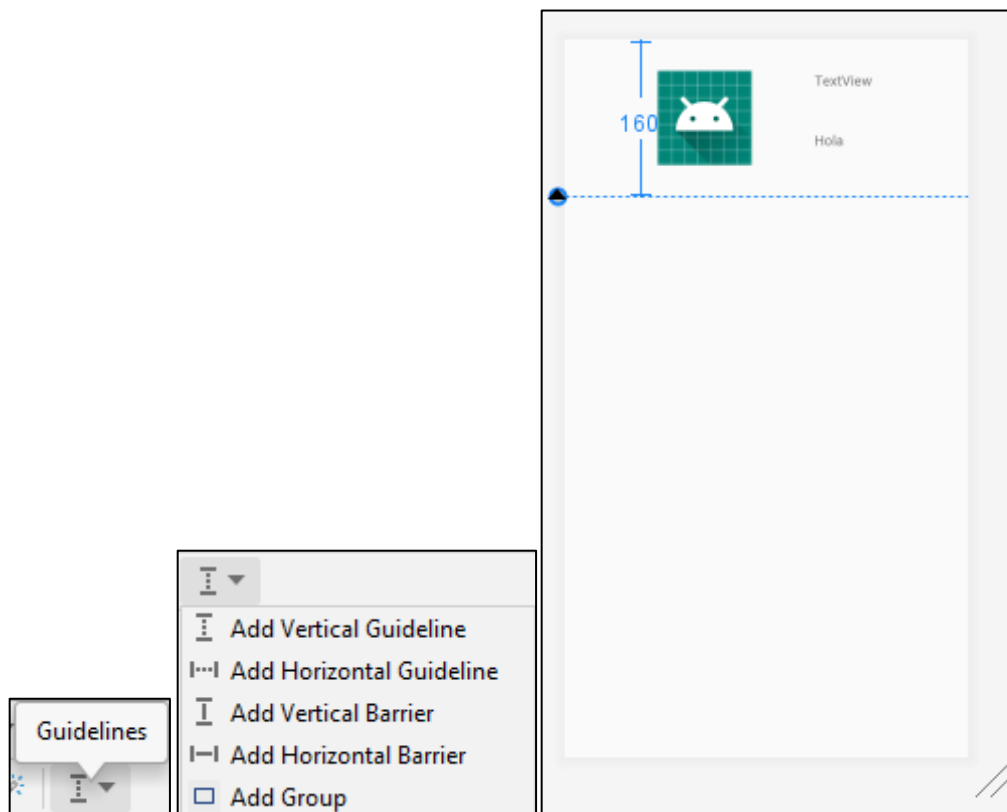 Guidelines
Add Vertical Guideline
Add Horizontal Guideline
Add Vertical Barrier
Add Horizontal Barrier
Add Group
TextView
160
Hola